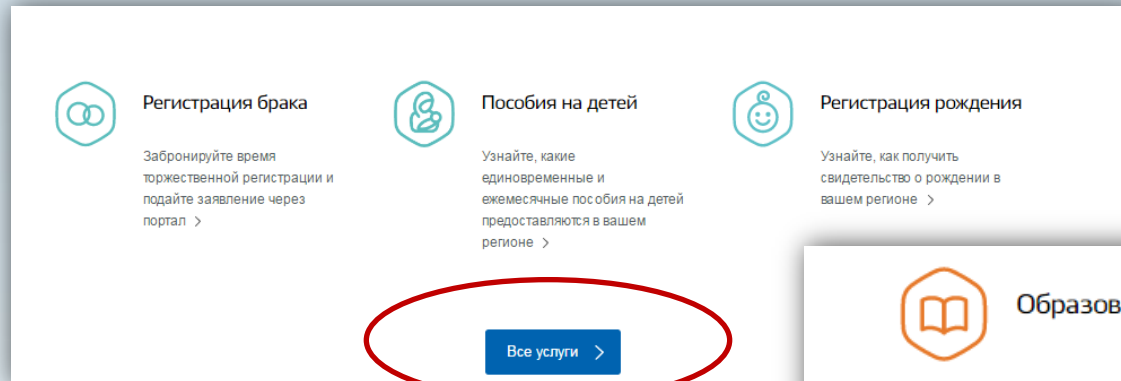 Регистрация брака
Забронируйте время
торжественной регистрации и
подайте заявление через
портал >
Пособия на детей
Узнайте, какие
единовременные и
ежемесячные пособия на детей
предоставляются в вашем
регионе >
Регистрация рождения
Узнайте, как получить
свидетельство о рождении в
вашем регионе >
Все услуги >
Образов